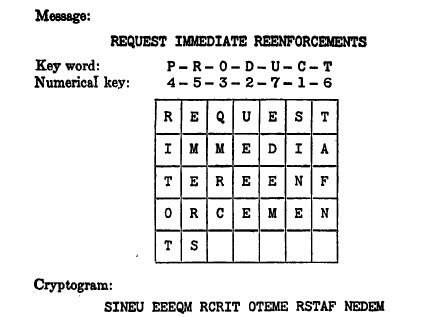 Message:
REQUEST IMMEDIATE REENFORCEMENTS
Key word: P-R-O-D-U-C-T
Numerical key: 4-5-3-2-7-1-6
R E Q U E S T
I M M E D I A
T E R E E N F
O R C E M E N
T S
Cryptogram:
SINEU EEEQM RCRIT OTEME RSTAF NEDEM